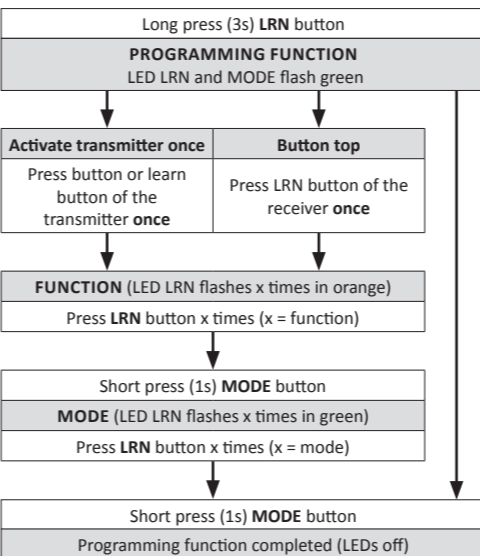 Long press (3s) LRN button
PROGRAMMING FUNCTION
LED LRN and MODE flash green
Activate transmitter once
Press button or learn
button of the
transmitter once
Button top
Press LRN button of the
receiver once
FUNCTION (LED LRN flashes x times in orange)
Press LRN button x times (x = function)
Short press (1s) MODE button
MODE (LED LRN flashes x times in green)
Press LRN button x times (x = mode)
Short press (1s) MODE button
Programming function completed (LEDs off)